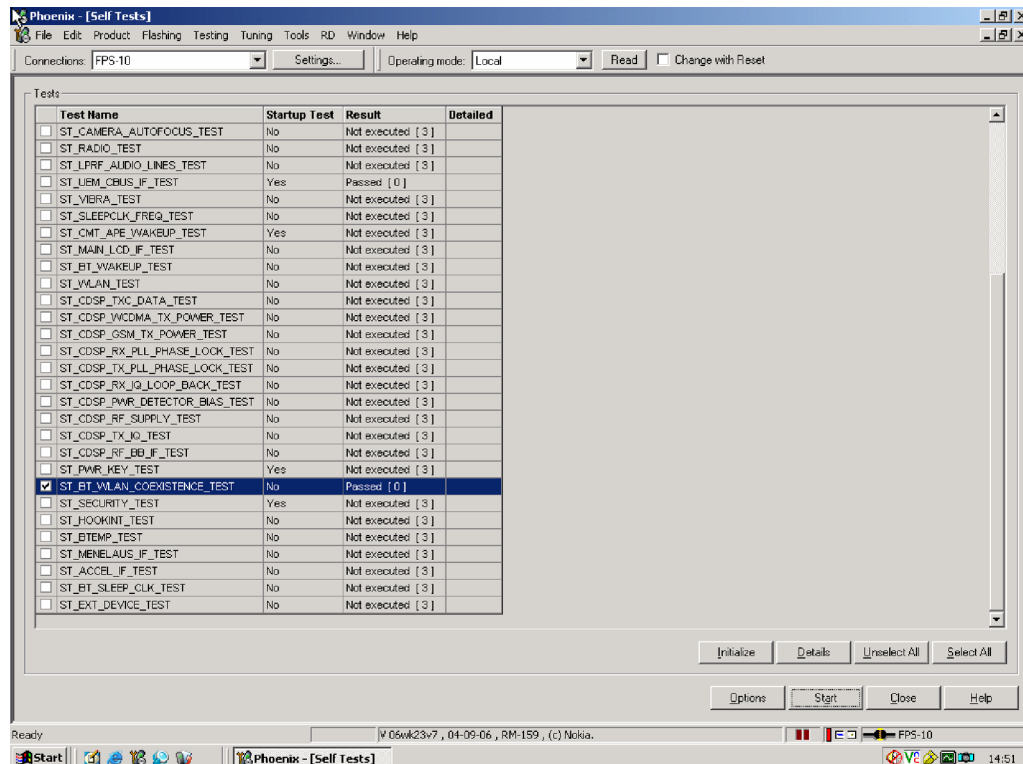 Phoenix - [Self Tests]
File Edit Product Flashing Testing Tuning Tools RD Window Help
Connections: FPS-10 Settings... Operating mode: Local Read Change with Reset
Tests
Test Name Startup Test Result Detailed
ST_CAMERA_AUTOFOCUS_TEST No Not executed [ 3 ]
ST_RADIO_TEST No Not executed [ 3 ]
ST_LPRF_AUDIO_LINES_TEST No Not executed [ 3 ]
ST_UEM_CBUS_IF_TEST Yes Passed [ 0 ]
ST_VIBRA_TEST No Not executed [ 3 ]
ST_SLEEPCLK_FREQ_TEST No Not executed [ 3 ]
ST_CMT_APE_WAKEUP_TEST Yes Not executed [ 3 ]
ST_MAIN_LCD_IF_TEST No Not executed [ 3 ]
ST_BT_WAKEUP_TEST No Not executed [ 3 ]
ST_WLAN_TEST No Not executed [ 3 ]
ST_CDSP_TXC_DATA_TEST No Not executed [ 3 ]
ST_CDSP_WCDMA_TX_POWER_TEST No Not executed [ 3 ]
ST_CDSP_GSM_TX_POWER_TEST No Not executed [ 3 ]
ST_CDSP_RX_PLL_PHASE_LOCK_TEST No Not executed [ 3 ]
ST_CDSP_TX_PLL_PHASE_LOCK_TEST No Not executed [ 3 ]
ST_CDSP_RX_IQ_LOOP_BACK_TEST No Not executed [ 3 ]
ST_CDSP_PWR_DETECTOR_BIAS_TEST No Not executed [ 3 ]
ST_CDSP_RF_SUPPLY_TEST No Not executed [ 3 ]
ST_CDSP_TX_IQ_TEST No Not executed [ 3 ]
ST_CDSP_RF_BB_IF_TEST No Not executed [ 3 ]
ST_PWR_KEY_TEST Yes Not executed [ 3 ]
ST_BT_WLAN_COEXISTENCE_TEST No Passed [ 0 ]
ST_SECURITY_TEST Yes Not executed [ 3 ]
ST_HOOKINT_TEST No Not executed [ 3 ]
ST_BTEMP_TEST No Not executed [ 3 ]
ST_MENELAUS_IF_TEST No Not executed [ 3 ]
ST_ACCEL_IF_TEST No Not executed [ 3 ]
ST_BT_SLEEP_CLK_TEST No Not executed [ 3 ]
ST_EXT_DEVICE_TEST No Not executed [ 3 ]
Initialize Details Unselect All Select All
Options Start Close Help
Ready V 06wk23v7 , 04-09-06 , RM-159 , (c) Nokia. FPS-10
Start Phoenix - [Self Tests] 14:51